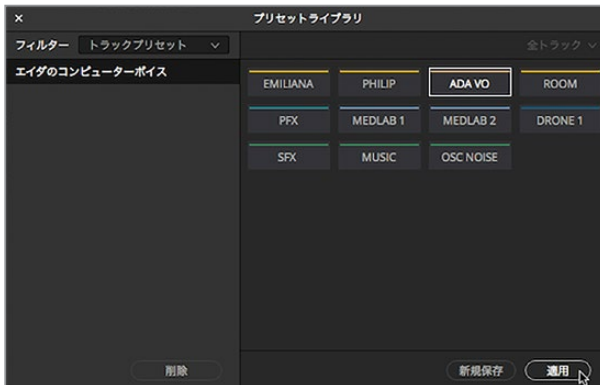 × プリセットライブラリ
フィルター トラックプリセット 全トラック
エイダのコンピューターボイス
EMILIANA PHILIP ADA VO ROOM
PFX MEDLAB 1 MEDLAB 2 DRONE 1
SFX MUSIC OSC NOISE
削除 新規保存 適用